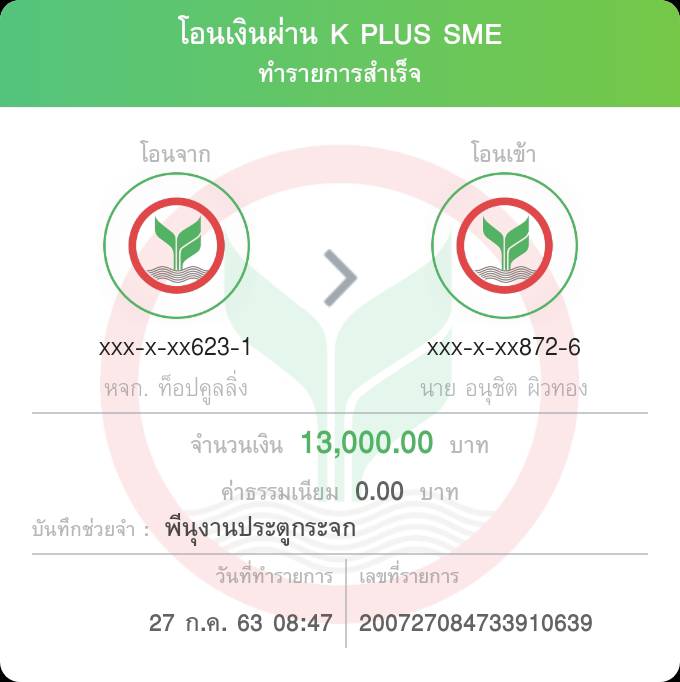 โอนเงินผ่าน K PLUS SME
ทำรายการสำเร็จ
โอนจาก
โอนเข้า
xxx-x-xx623-1
xxx-x-xx872-6
หจก. ท็อปคูลลิ่ง
นาย อนุชิต ผิวทอง
จำนวนเงิน 13,000.00 บาท
ค่าธรรมเนียม 0.00 บาท
บันทึกช่วยจำ : พี่นุงานประตูกระจก
วันที่ทำรายการ
เลขที่รายการ
27 ก.ค. 63 08:47
200727084733910639